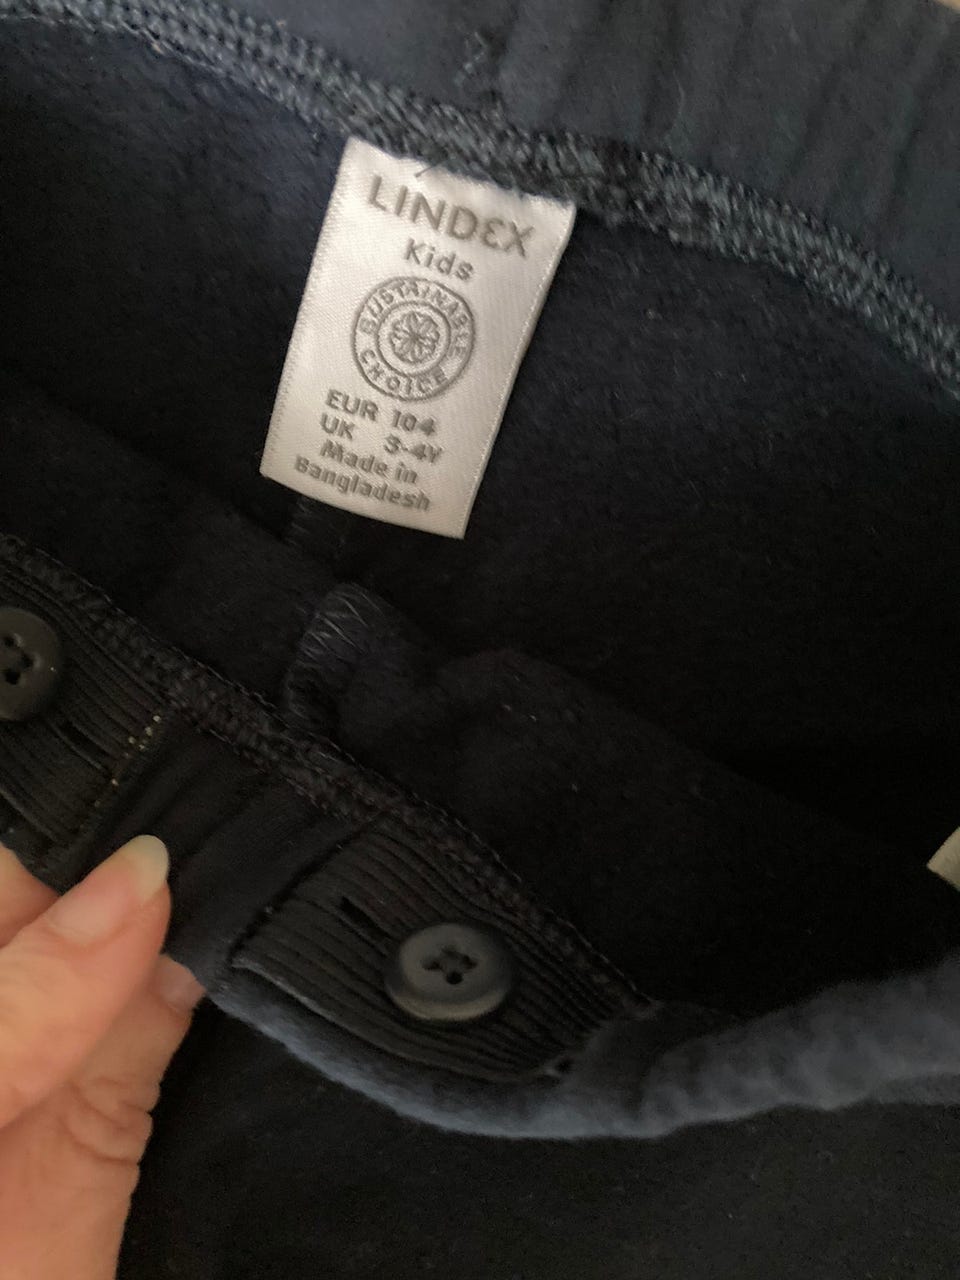 LINDEX
Kids
SUSTAINABLE
CHOICE
EUR 104
UK 3-4Y
Made in
Bangladesh